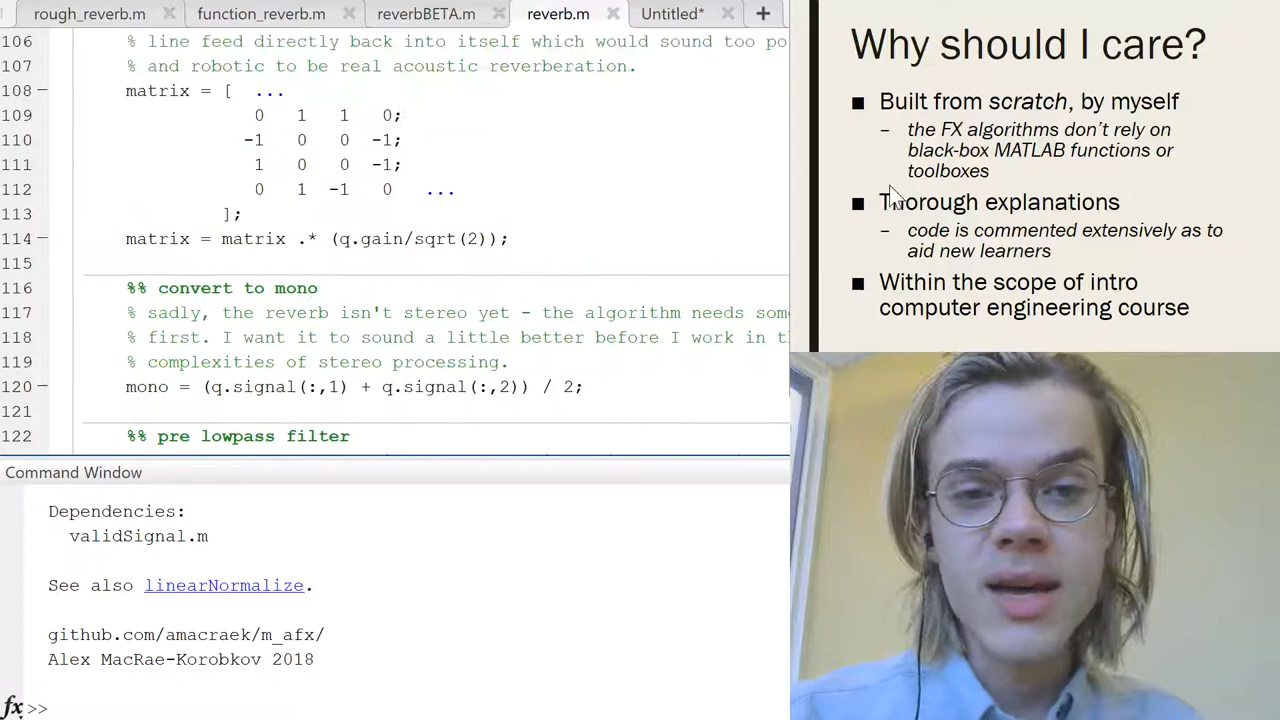 rough_reverb.m
function_reverb.m
reverbBETA.m
reverb.m
Untitled*
106 % line feed directly back into itself which would sound too po
107 % and robotic to be real acoustic reverberation.
108 matrix = [ ...
109 0 1 1 0;
110 -1 0 0 -1;
111 1 0 0 -1;
112 0 1 -1 0 ...
113 ];
114 matrix = matrix .* (q.gain/sqrt(2));
115
116 %% convert to mono
117 % sadly, the reverb isn't stereo yet - the algorithm needs som
118 % first. I want it to sound a little better before I work in t
119 % complexities of stereo processing.
120 mono = (q.signal(:,1) + q.signal(:,2)) / 2;
121
122 %% pre lowpass filter
Command Window
Dependencies:
validSignal.m
See also linearNormalize.
github.com/amacraek/m_afx/
Alex MacRae-Korobkov 2018
fx >>
Why should I care?
■ Built from scratch, by myself
– the FX algorithms don't rely on
black-box MATLAB functions or
toolboxes
■ Thorough explanations
– code is commented extensively as to
aid new learners
■ Within the scope of intro
computer engineering course